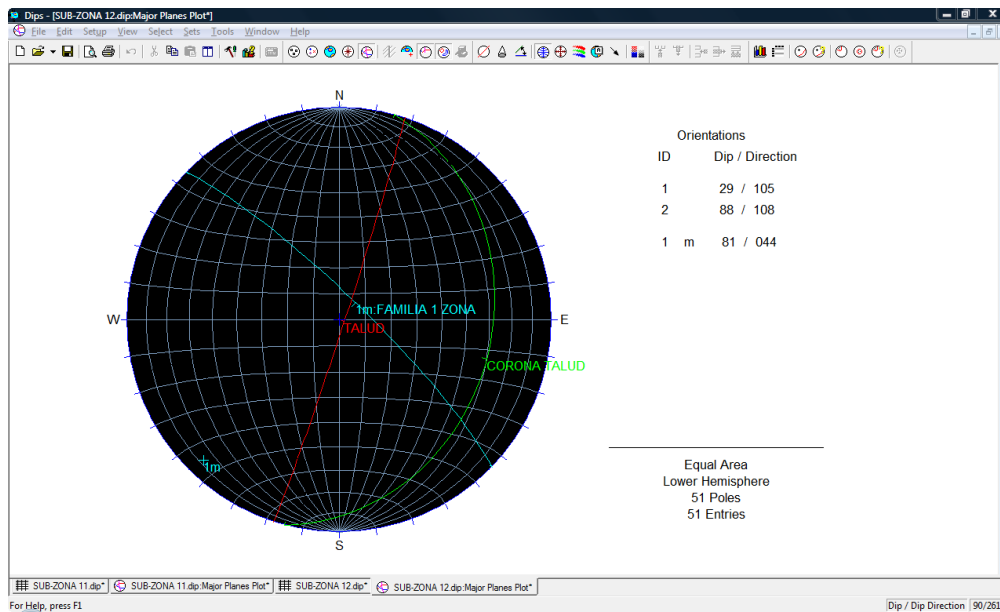 Dips - [SUB-ZONA 12.dip:Major Planes Plot*]
File Edit Setup View Select Sets Tools Window Help
N
W
E
S
1m:FAMILIA 1 ZONA
TALUD
CORONA TALUD
1m
Orientations
ID Dip / Direction
1 29 / 105
2 88 / 108
1 m 81 / 044
Equal Area
Lower Hemisphere
51 Poles
51 Entries
SUB-ZONA 11.dip* SUB-ZONA 11.dip:Major Planes Plot* SUB-ZONA 12.dip* SUB-ZONA 12.dip:Major Planes Plot*
For Help, press F1 Dip / Dip Direction 90/261